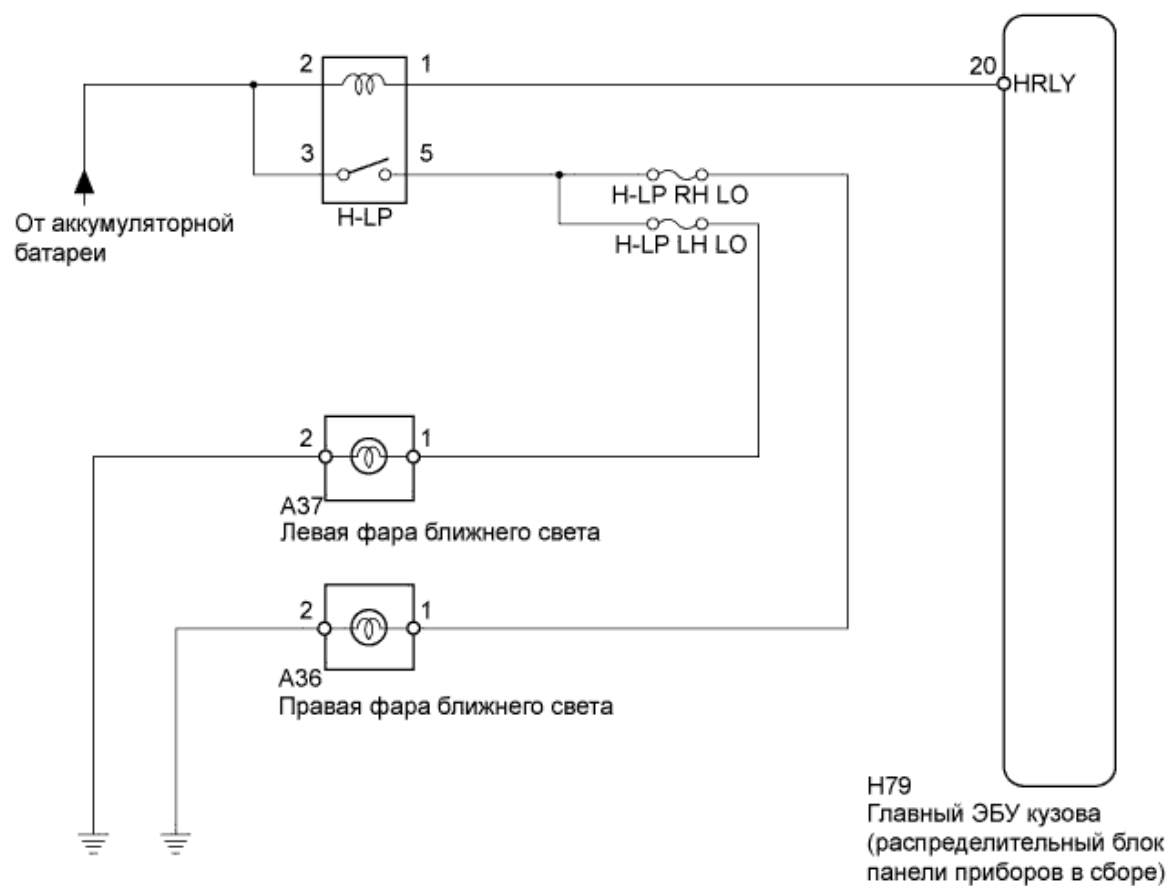 2 1
20
HRLY
3 5
H-LP
H-LP RH LO
H-LP LH LO
От аккумуляторной
батареи
2 1
A37
Левая фара ближнего света
2 1
A36
Правая фара ближнего света
H79
Главный ЭБУ кузова
(распределительный блок
панели приборов в сборе)